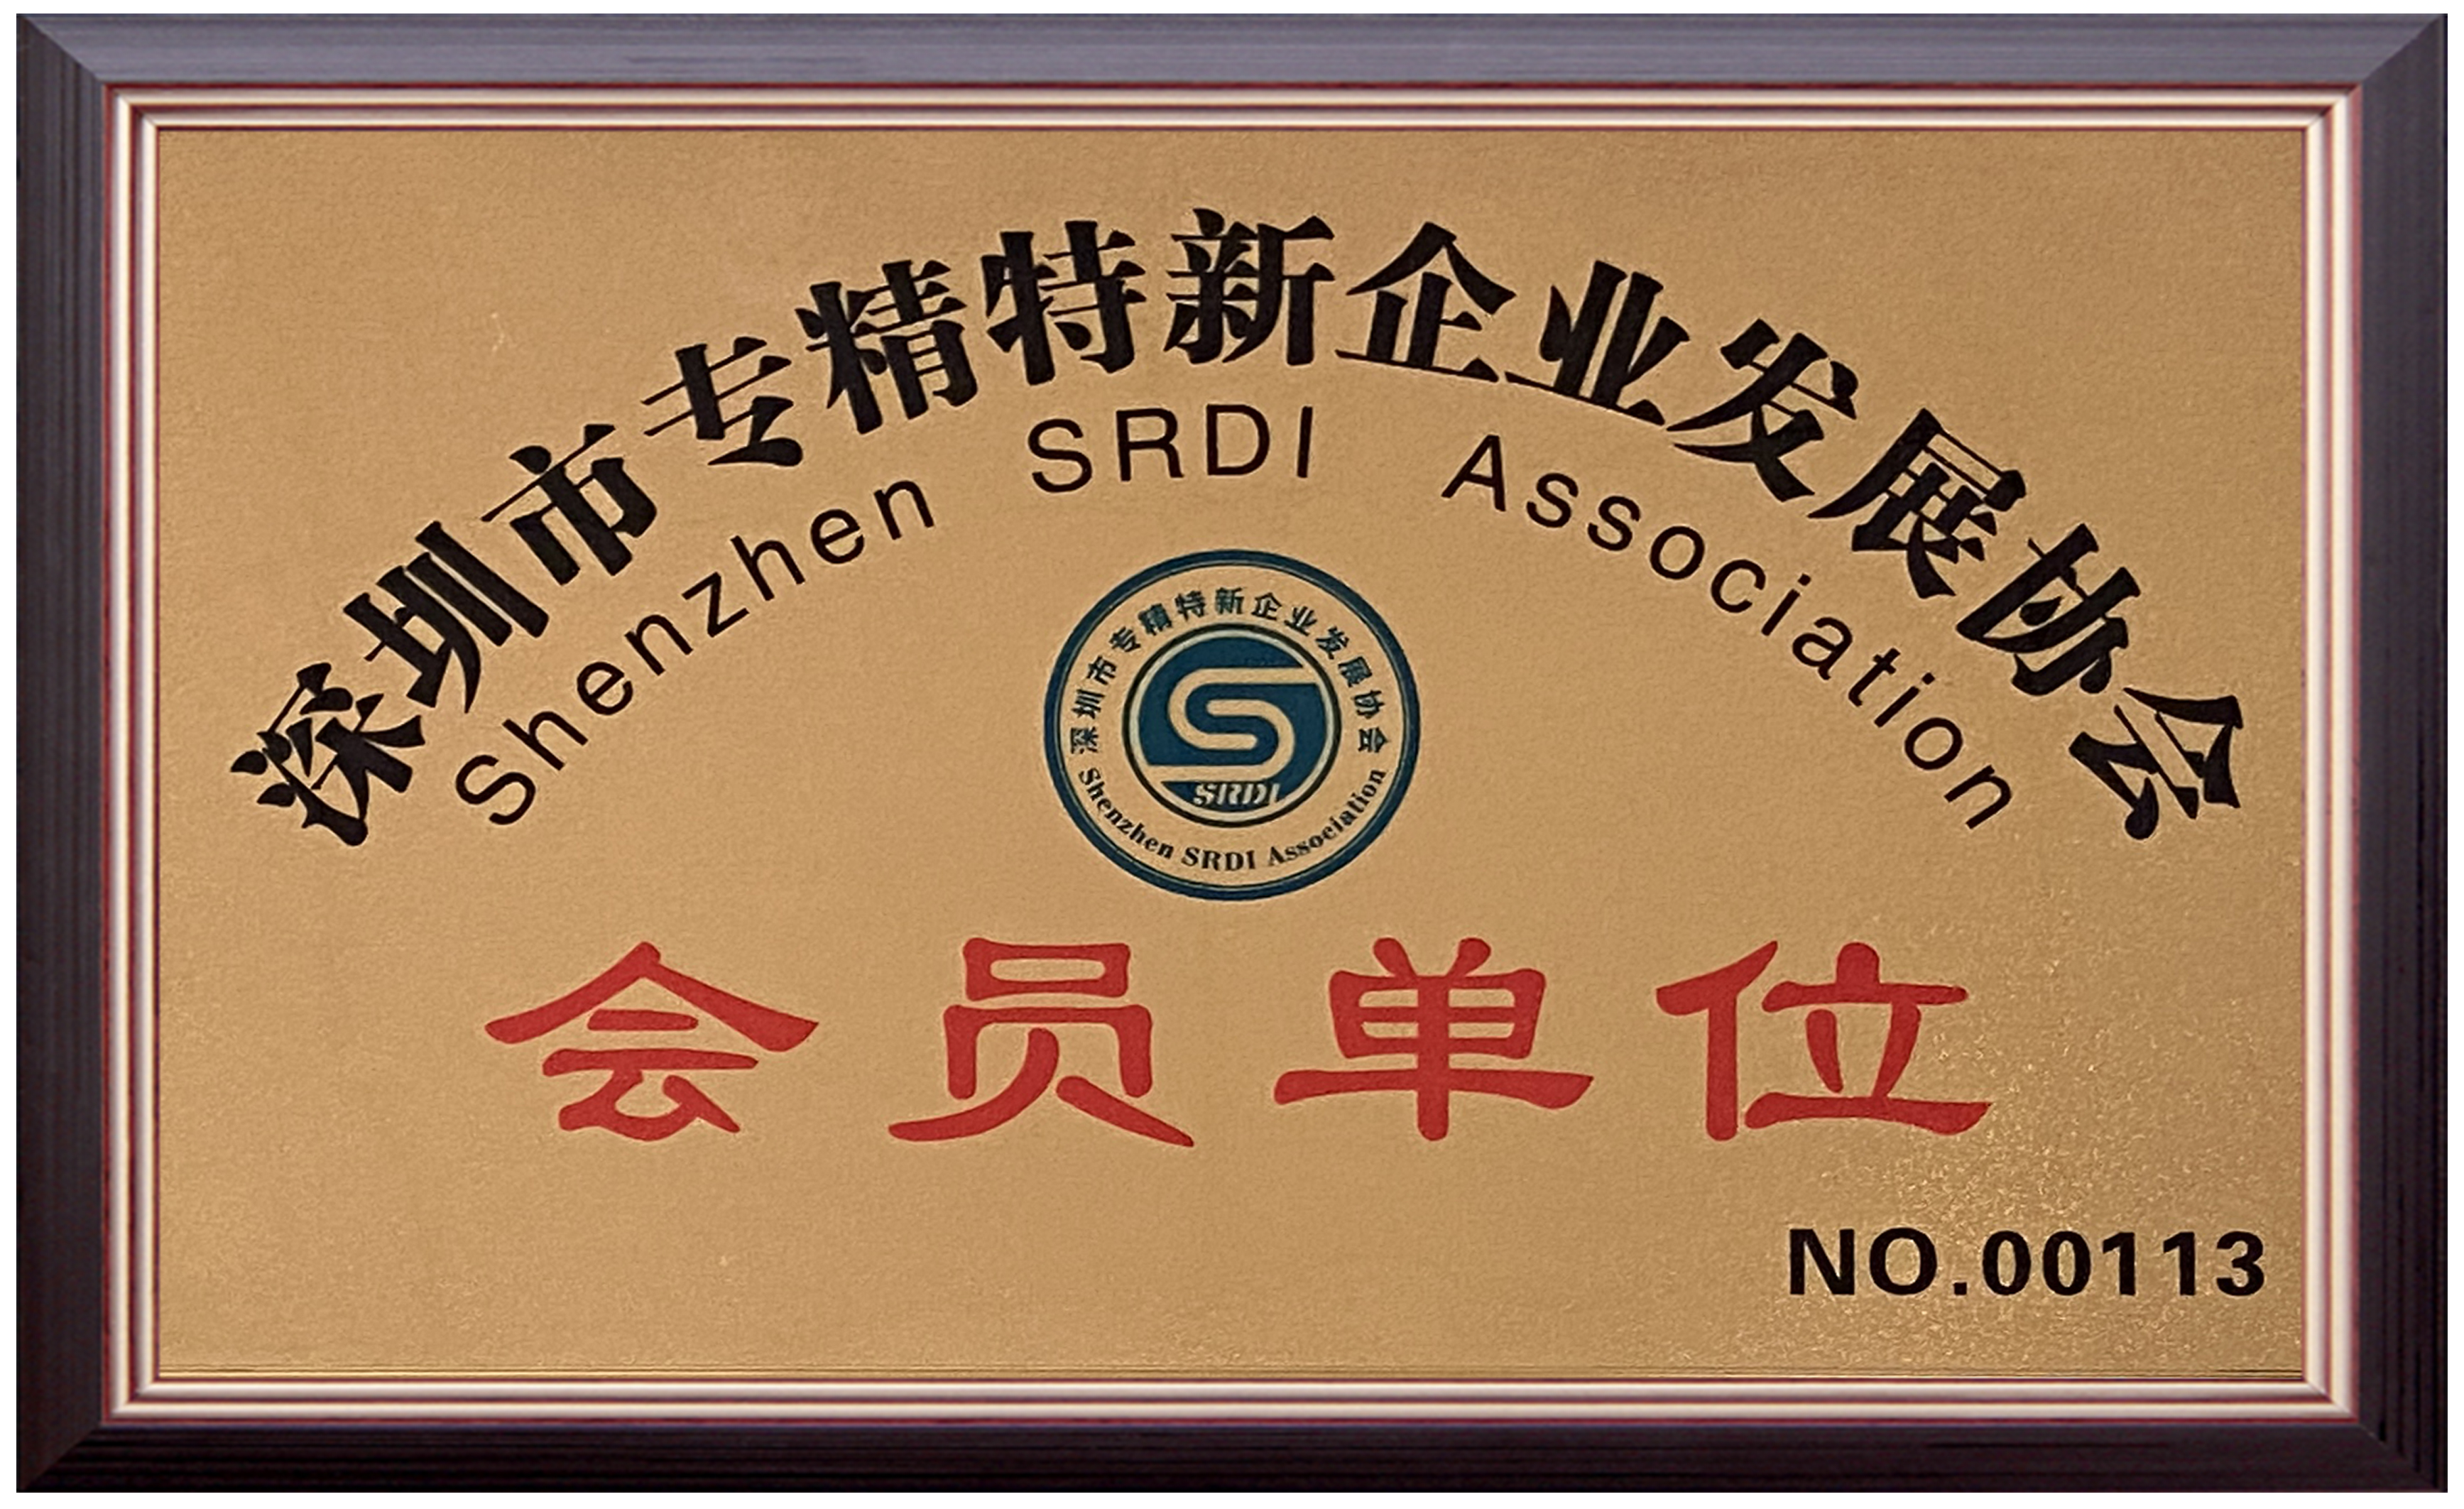 深圳市专精特新企业发展协会
Shenzhen SRDI Association
深圳市专精特新企业发展协会
SRDI
Shenzhen SRDI Association
会员单位
NO.00113